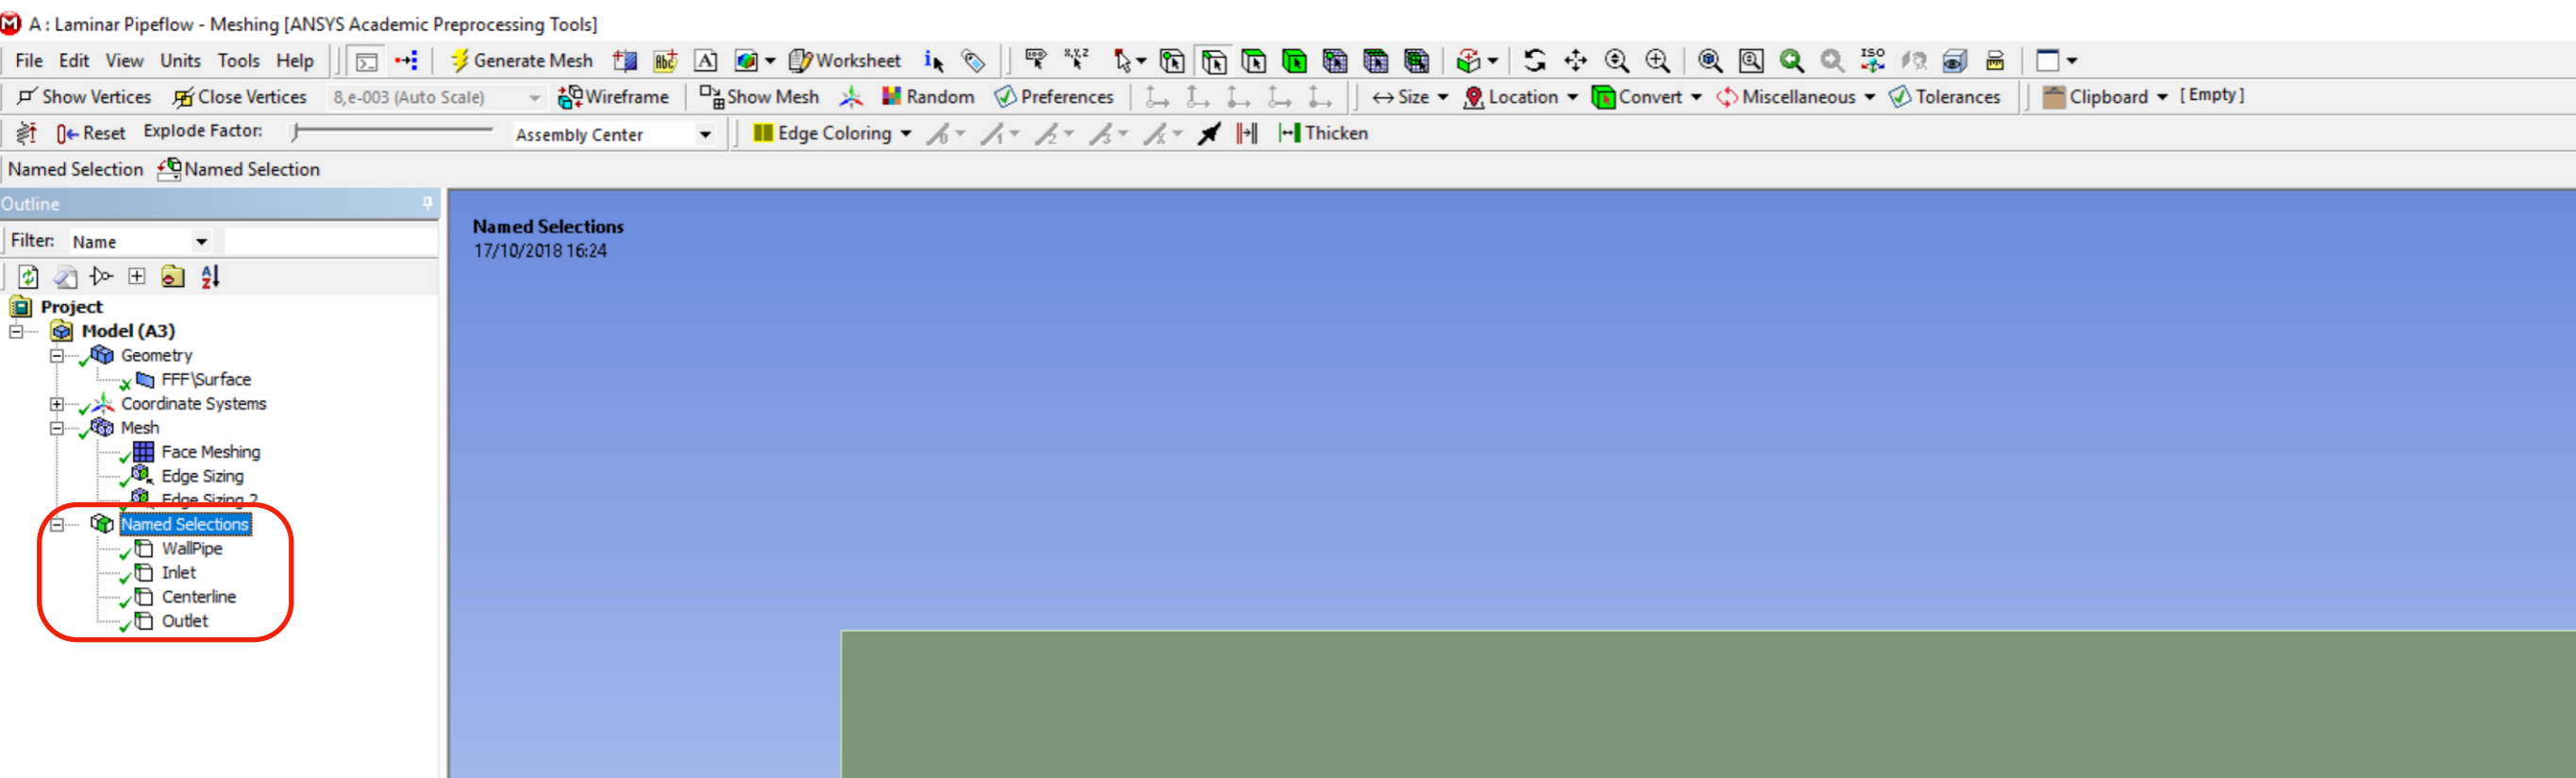 A : Laminar Pipeflow - Meshing [ANSYS Academic Preprocessing Tools]
File Edit View Units Tools Help Generate Mesh Worksheet
Show Vertices Close Vertices 8,e-003 (Auto Scale) Wireframe Show Mesh Random Preferences Size Location Convert Miscellaneous Tolerances Clipboard [ Empty ]
Reset Explode Factor: Assembly Center Edge Coloring Thicken
Named Selection Named Selection
Outline
Filter: Name
Named Selections
17/10/2018 16:24
Project
Model (A3)
Geometry
FFF\Surface
Coordinate Systems
Mesh
Face Meshing
Edge Sizing
Edge Sizing 2
Named Selections
WallPipe
Inlet
Centerline
Outlet